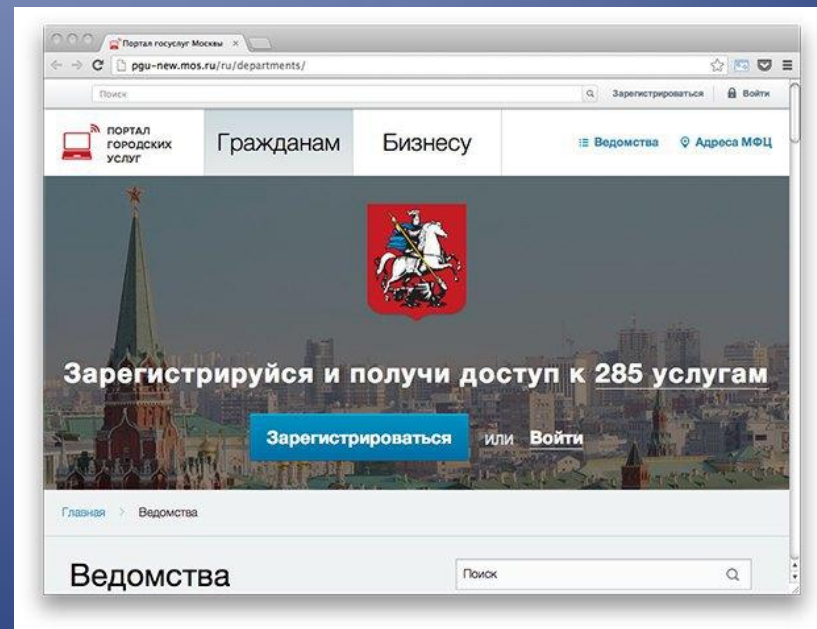 Портал госуслуг Москвы
pgu-new.mos.ru/ru/departments/
Поиск
Зарегистрироваться
Войти
ПОРТАЛ
ГОРОДСКИХ
УСЛУГ
Гражданам
Бизнесу
Ведомства
Адреса МФЦ
Зарегистрируйся и получи доступ к 285 услугам
Зарегистрироваться или Войти
Главная > Ведомства
Ведомства
Поиск